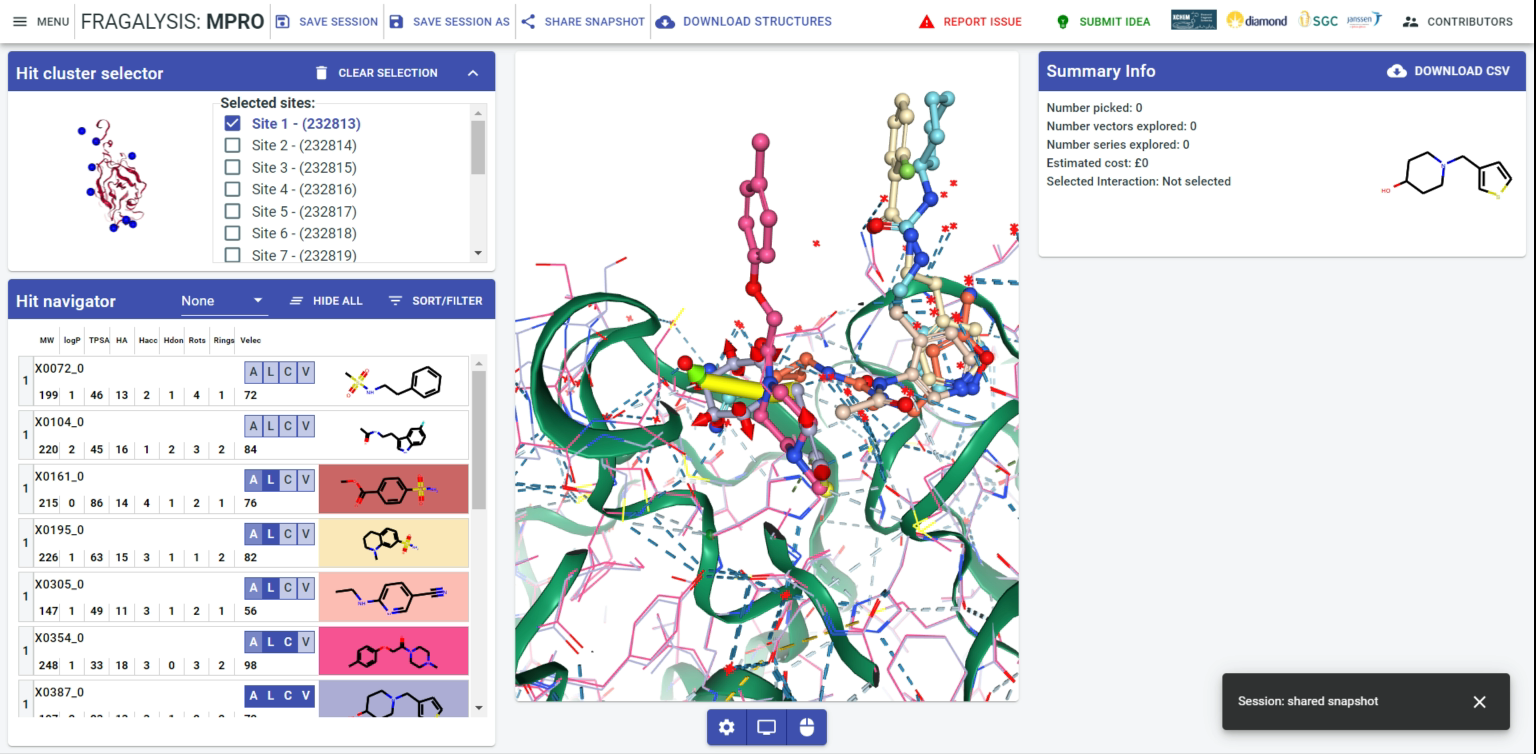 MENU
FRAGALYSIS: MPRO
SAVE SESSION
SAVE SESSION AS
SHARE SNAPSHOT
DOWNLOAD STRUCTURES
REPORT ISSUE
SUBMIT IDEA
XCHEM
diamond
SGC
janssen
CONTRIBUTORS
Hit cluster selector
CLEAR SELECTION
Selected sites:
Site 1 - (232813)
Site 2 - (232814)
Site 3 - (232815)
Site 4 - (232816)
Site 5 - (232817)
Site 6 - (232818)
Site 7 - (232819)
Hit navigator
None
HIDE ALL
SORT/FILTER
MW logP TPSA HA Hacc Hdon Rots Rings Velec
X0072_0
A L C V
1
199 1 46 13 2 1 4 1 72
X0104_0
A L C V
1
220 2 45 16 1 2 3 2 84
X0161_0
A L C V
1
215 0 86 14 4 1 2 1 76
X0195_0
A L C V
1
226 1 63 15 3 1 1 2 82
X0305_0
A L C V
1
147 1 49 11 3 1 2 1 56
X0354_0
A L C V
1
248 1 33 18 3 0 3 2 98
X0387_0
A L C V
1
Summary Info
DOWNLOAD CSV
Number picked: 0
Number vectors explored: 0
Number series explored: 0
Estimated cost: £0
Selected Interaction: Not selected
HO
N
S
Session: shared snapshot